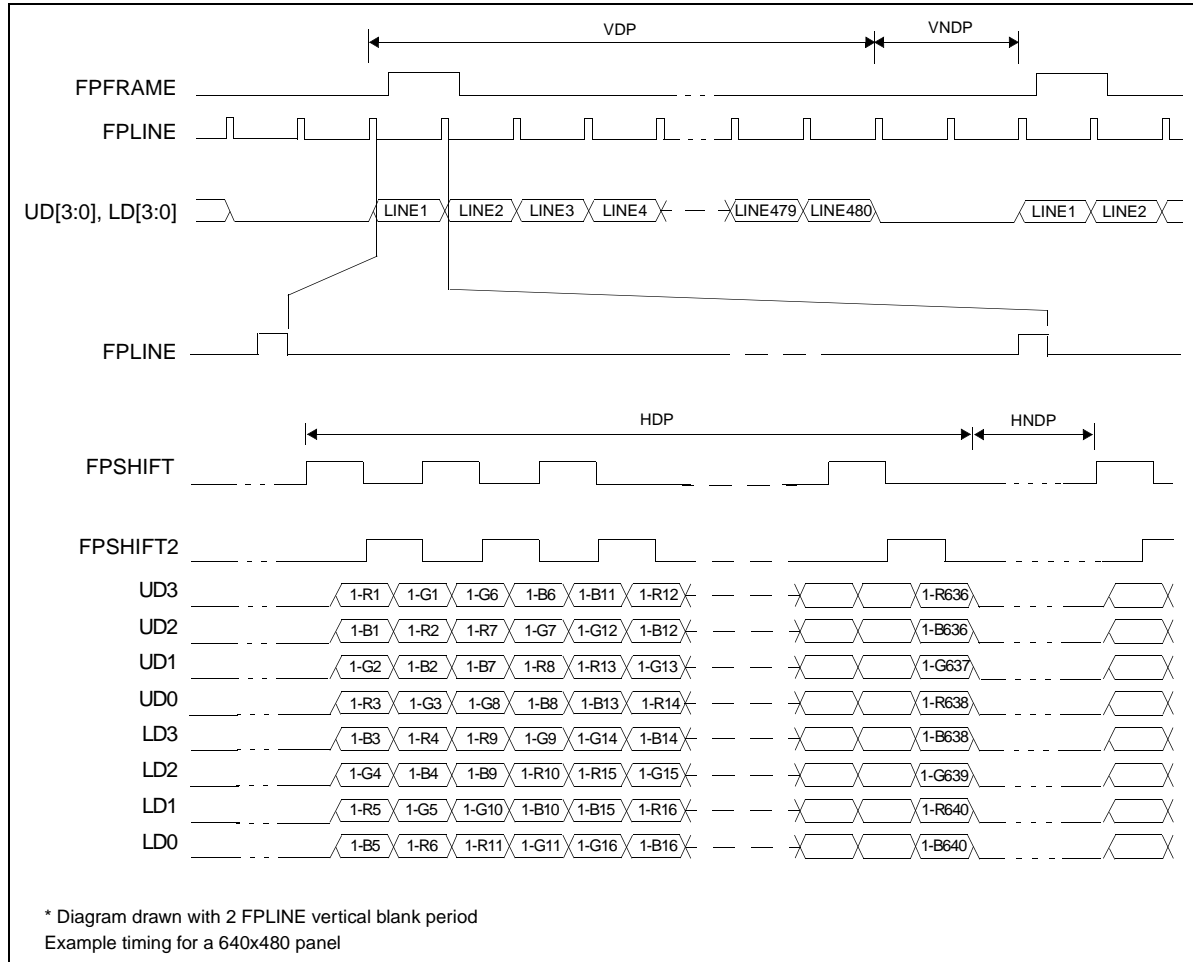 VDP VNDP
FPFRAME
FPLINE
UD[3:0], LD[3:0] LINE1 LINE2 LINE3 LINE4 LINE479 LINE480 LINE1 LINE2
FPLINE
HDP HNDP
FPSHIFT
FPSHIFT2
UD3 1-R1 1-G1 1-G6 1-B6 1-B11 1-R12 1-R636
UD2 1-B1 1-R2 1-R7 1-G7 1-G12 1-B12 1-B636
UD1 1-G2 1-B2 1-B7 1-R8 1-R13 1-G13 1-G637
UD0 1-R3 1-G3 1-G8 1-B8 1-B13 1-R14 1-R638
LD3 1-B3 1-R4 1-R9 1-G9 1-G14 1-B14 1-B638
LD2 1-G4 1-B4 1-B9 1-R10 1-R15 1-G15 1-G639
LD1 1-R5 1-G5 1-G10 1-B10 1-B15 1-R16 1-R640
LD0 1-B5 1-R6 1-R11 1-G11 1-G16 1-B16 1-B640
* Diagram drawn with 2 FPLINE vertical blank period
Example timing for a 640x480 panel